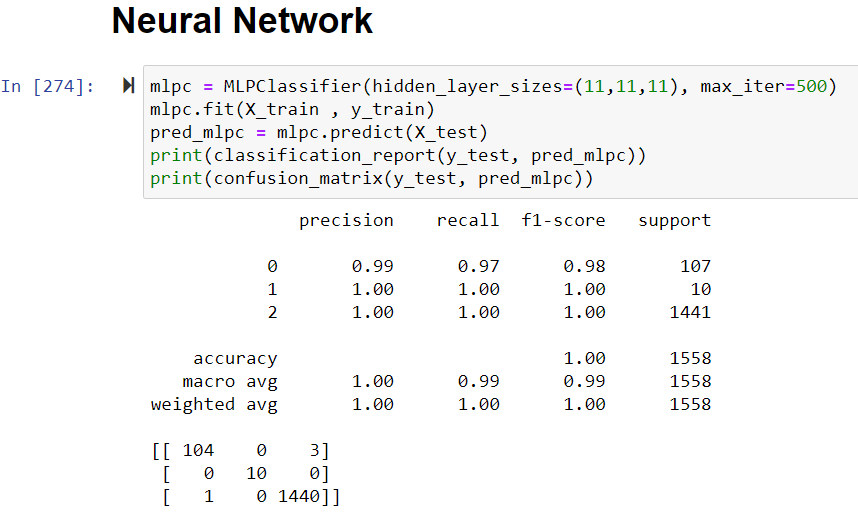 Neural Network
In [274]:
mlpc = MLPClassifier(hidden_layer_sizes=(11,11,11), max_iter=500)
mlpc.fit(X_train , y_train)
pred_mlpc = mlpc.predict(X_test)
print(classification_report(y_test, pred_mlpc))
print(confusion_matrix(y_test, pred_mlpc))
precision recall f1-score support
0 0.99 0.97 0.98 107
1 1.00 1.00 1.00 10
2 1.00 1.00 1.00 1441
accuracy 1.00 1558
macro avg 1.00 0.99 0.99 1558
weighted avg 1.00 1.00 1.00 1558
[[ 104 0 3]
[ 0 10 0]
[ 1 0 1440]]